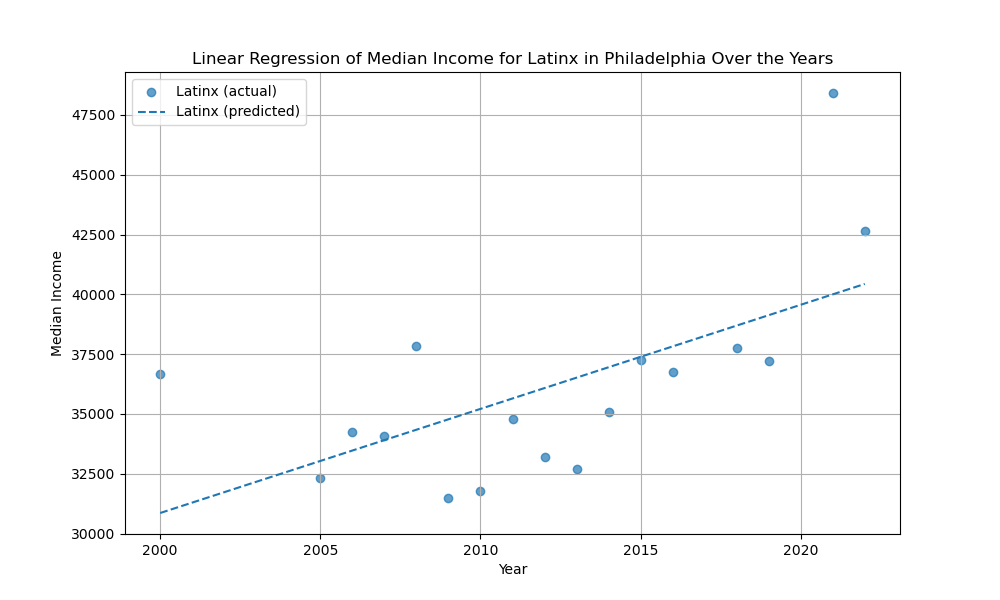 Linear Regression of Median Income for Latinx in Philadelphia Over the Years
Latinx (actual)
Latinx (predicted)
47500
45000
42500
40000
37500
35000
32500
30000
Median Income
2000
2005
2010
2015
2020
Year